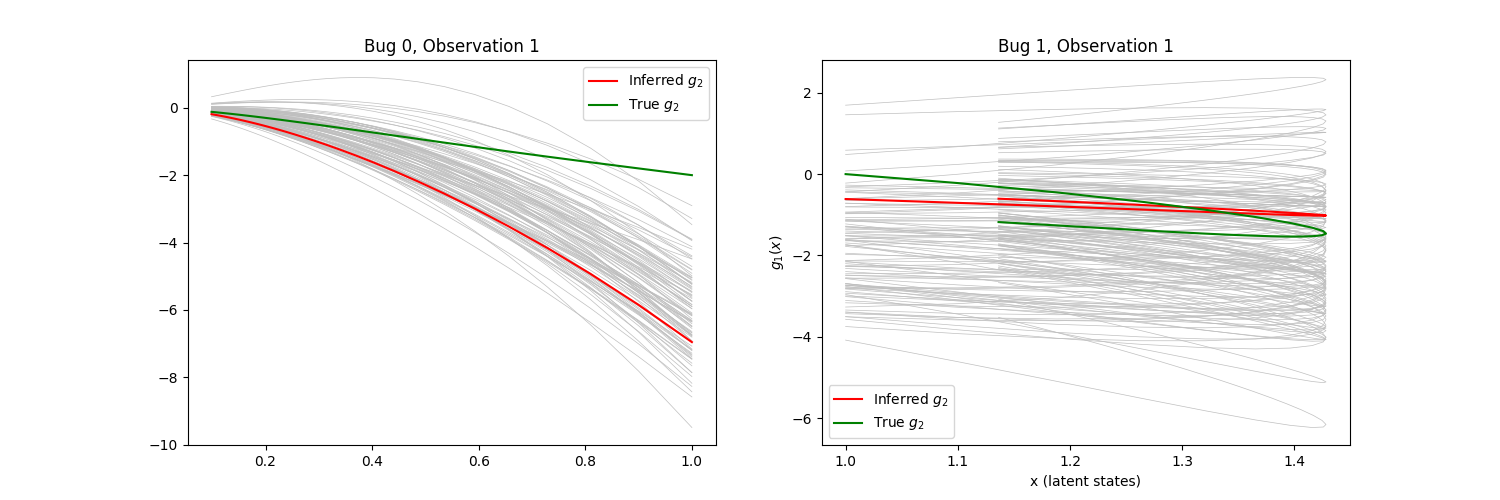 Bug 0, Observation 1
Inferred g₂
True g₂
0
−2
−4
−6
−8
−10
0.2
0.4
0.6
0.8
1.0
Bug 1, Observation 1
g₁(x)
2
0
−2
−4
−6
Inferred g₂
True g₂
1.0
1.1
1.2
1.3
1.4
x (latent states)